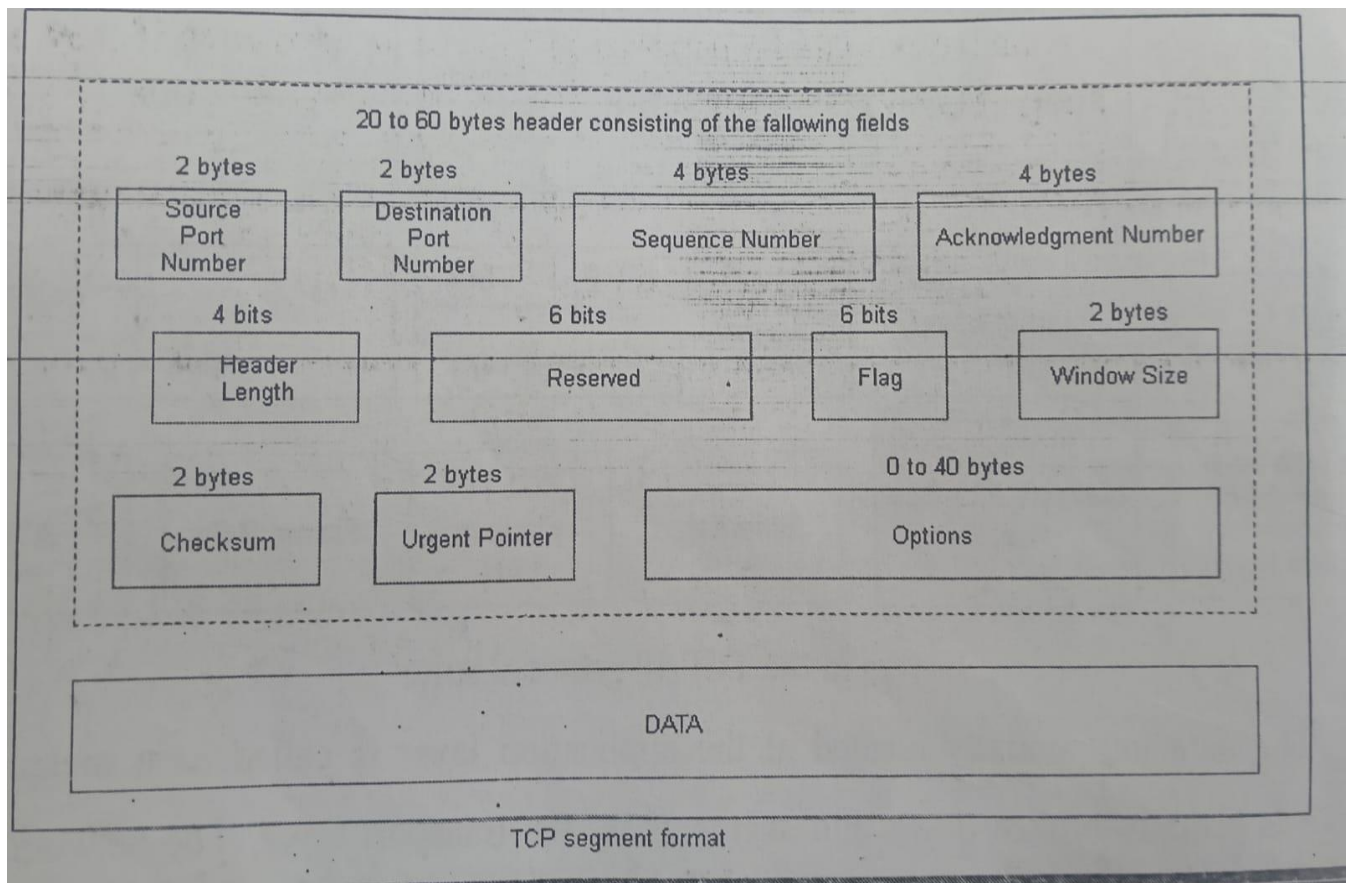 20 to 60 bytes header consisting of the fallowing fields
2 bytes
2 bytes
4 bytes
4 bytes
Source
Port
Number
Destination
Port
Number
Sequence Number
Acknowledgment Number
4 bits
6 bits
6 bits
2 bytes
Header
Length
Reserved
Flag
Window Size
2 bytes
2 bytes
0 to 40 bytes
Checksum
Urgent Pointer
Options
DATA
TCP segment format